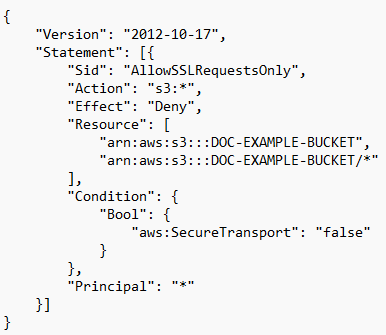 {
    "Version": "2012-10-17",
    "Statement": [{
        "Sid": "AllowSSLRequestsOnly",
        "Action": "s3:*",
        "Effect": "Deny",
        "Resource": [
            "arn:aws:s3:::DOC-EXAMPLE-BUCKET",
            "arn:aws:s3:::DOC-EXAMPLE-BUCKET/*"
        ],
        "Condition": {
            "Bool": {
                "aws:SecureTransport": "false"
            }
        },
        "Principal": "*"
    }]
}